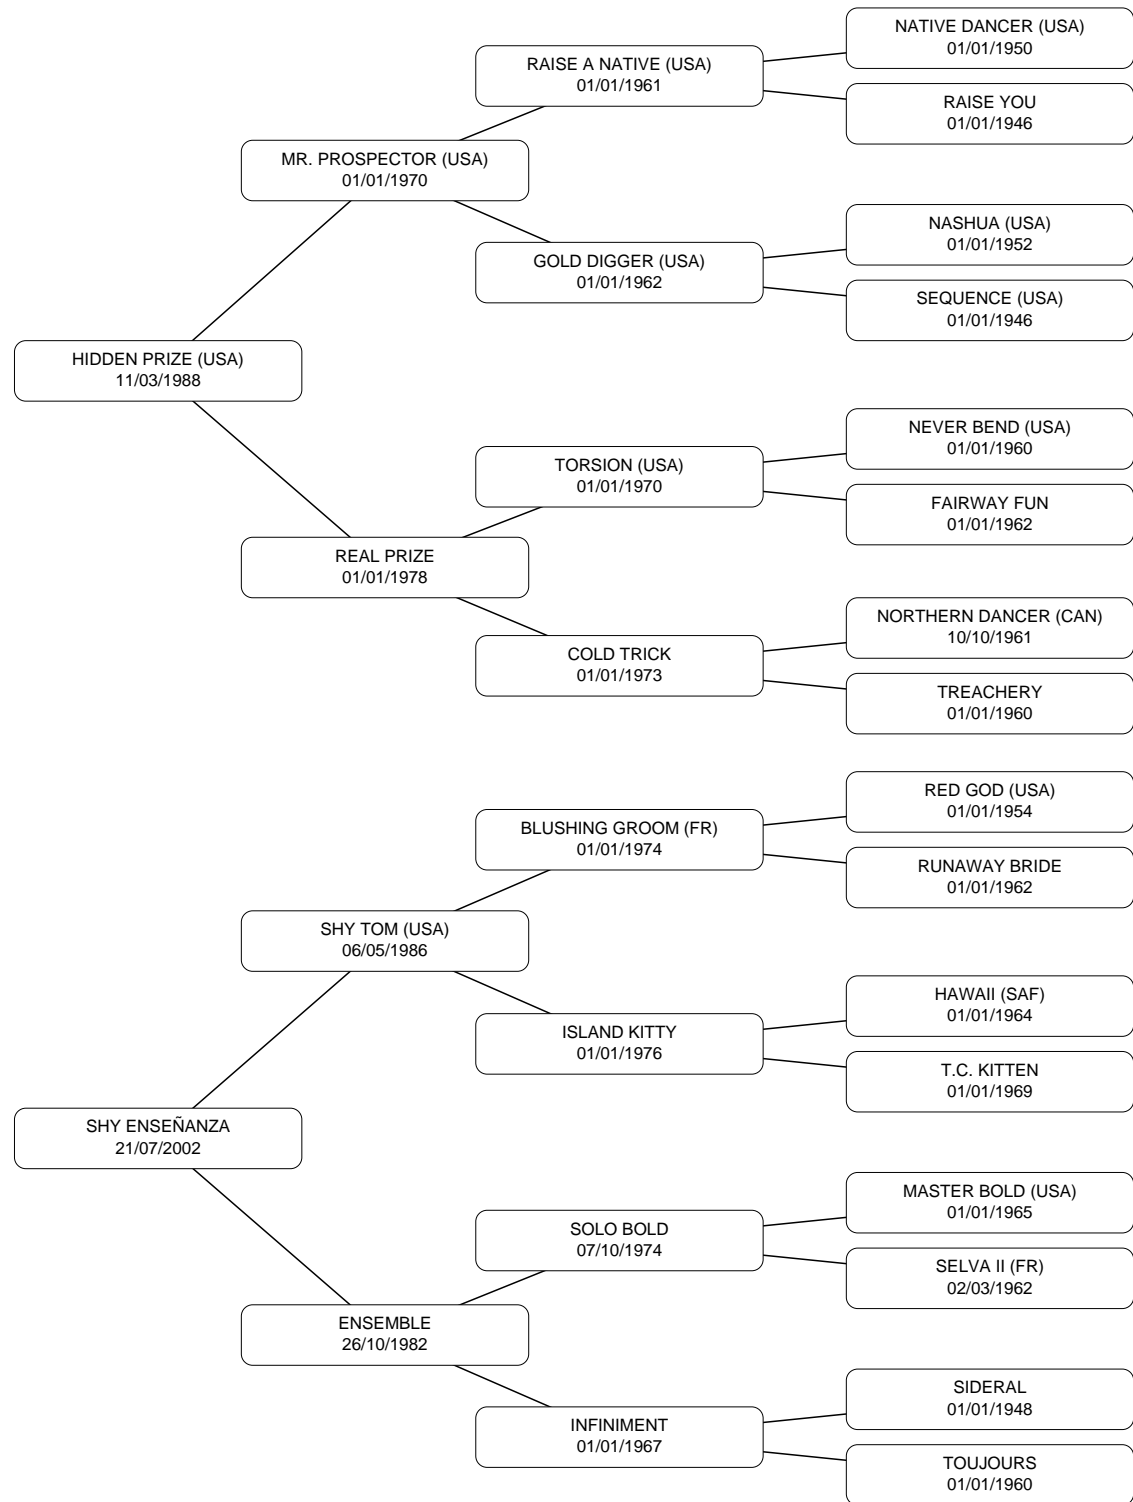 NATIVE DANCER (USA)
01/01/1950
RAISE A NATIVE (USA)
01/01/1961
RAISE YOU
01/01/1946
MR. PROSPECTOR (USA)
01/01/1970
NASHUA (USA)
01/01/1952
GOLD DIGGER (USA)
01/01/1962
SEQUENCE (USA)
01/01/1946
HIDDEN PRIZE (USA)
11/03/1988
NEVER BEND (USA)
01/01/1960
TORSION (USA)
01/01/1970
FAIRWAY FUN
01/01/1962
REAL PRIZE
01/01/1978
NORTHERN DANCER (CAN)
10/10/1961
COLD TRICK
01/01/1973
TREACHERY
01/01/1960
RED GOD (USA)
01/01/1954
BLUSHING GROOM (FR)
01/01/1974
RUNAWAY BRIDE
01/01/1962
SHY TOM (USA)
06/05/1986
HAWAII (SAF)
01/01/1964
ISLAND KITTY
01/01/1976
T.C. KITTEN
01/01/1969
SHY ENSEÑANZA
21/07/2002
MASTER BOLD (USA)
01/01/1965
SOLO BOLD
07/10/1974
SELVA II (FR)
02/03/1962
ENSEMBLE
26/10/1982
SIDERAL
01/01/1948
INFINIMENT
01/01/1967
TOUJOURS
01/01/1960